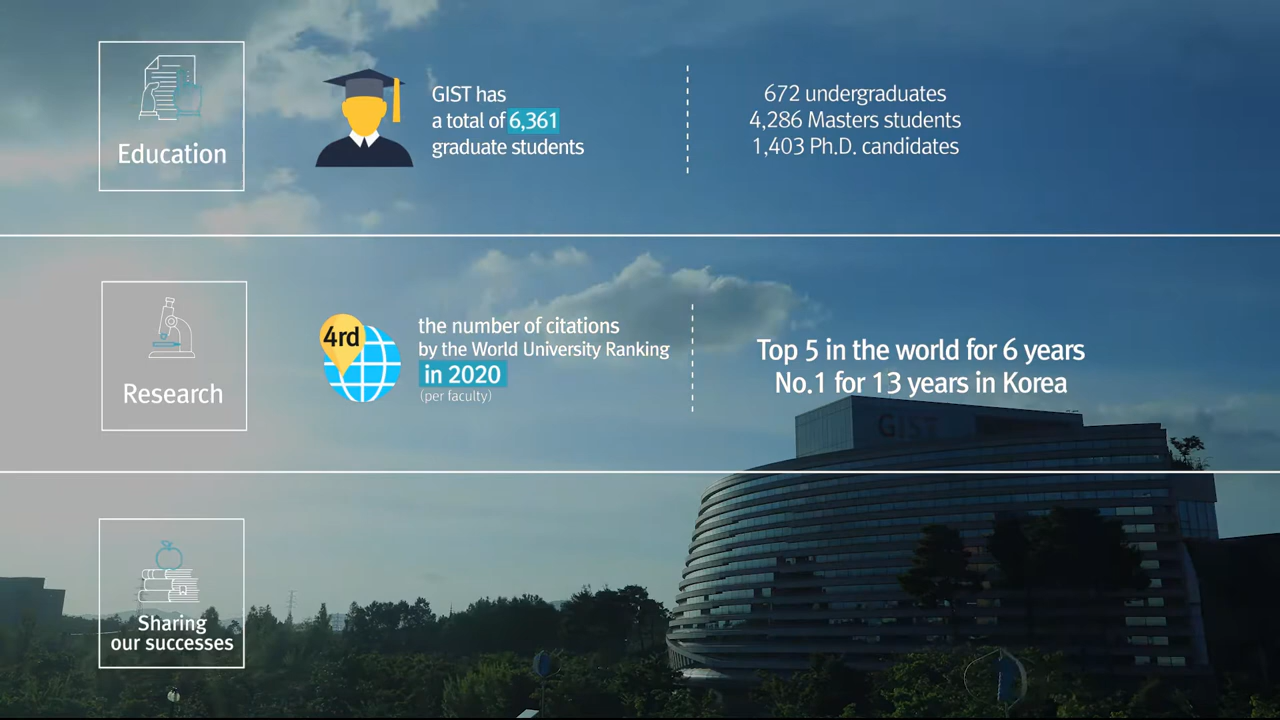 Education
GIST has
a total of 6,361
graduate students
672 undergraduates
4,286 Masters students
1,403 Ph.D. candidates
Research
4rd
the number of citations
by the World University Ranking
in 2020
(per faculty)
Top 5 in the world for 6 years
No.1 for 13 years in Korea
GIST
Sharing
our successes